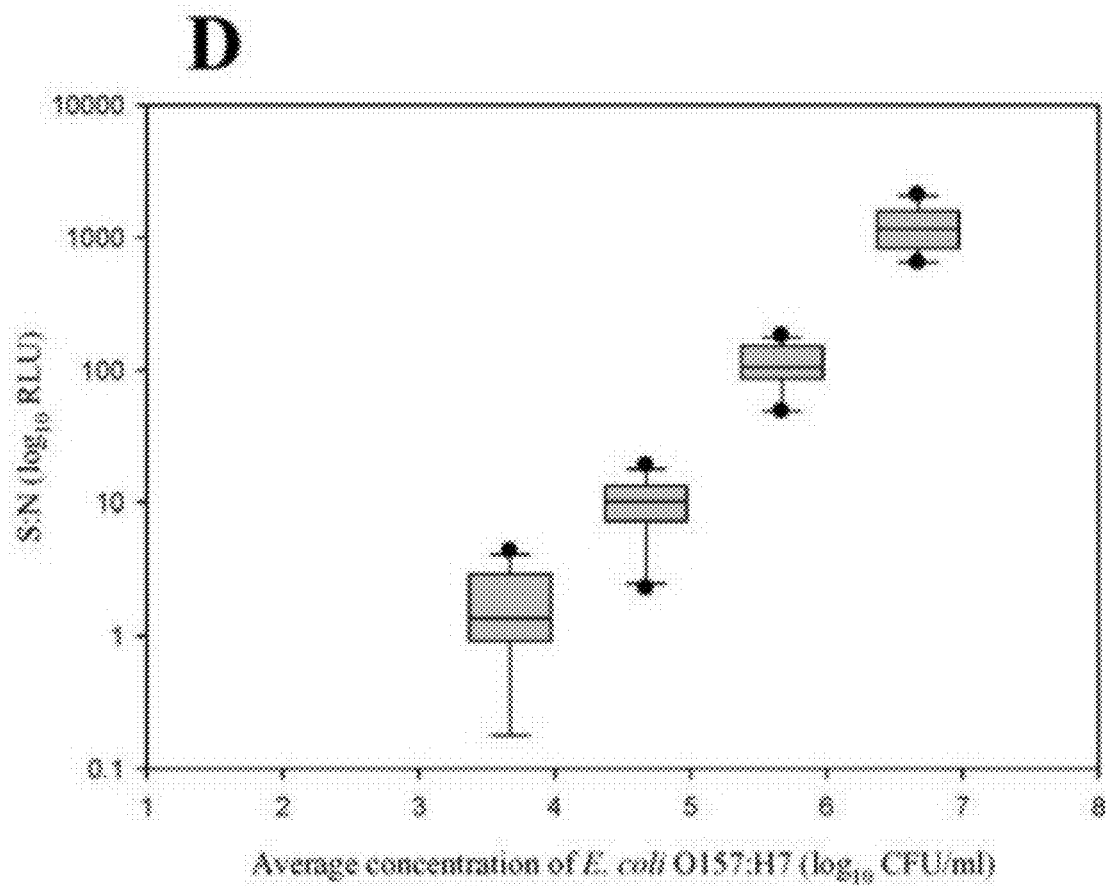 D
10000
1000
100
10
1
0.1
S:N (log₁₀ RLU)
1 2 3 4 5 6 7 8
Average concentration of E. coli O157:H7 (log₁₀ CFU/ml)